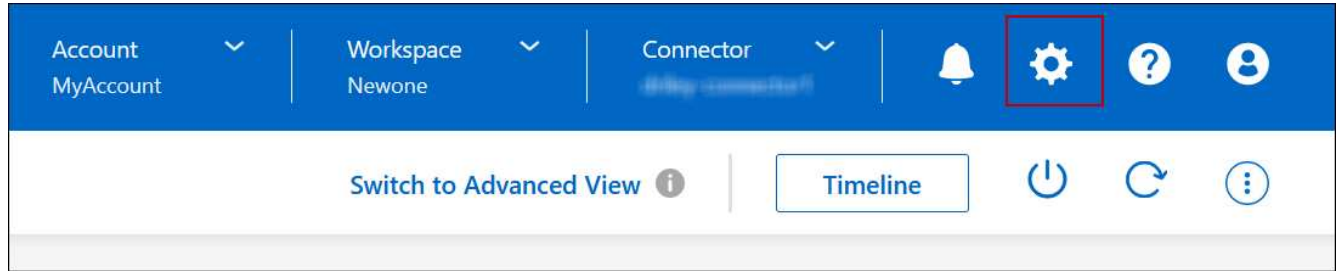 Account
MyAccount
Workspace
Newone
Connector
Switch to Advanced View
Timeline